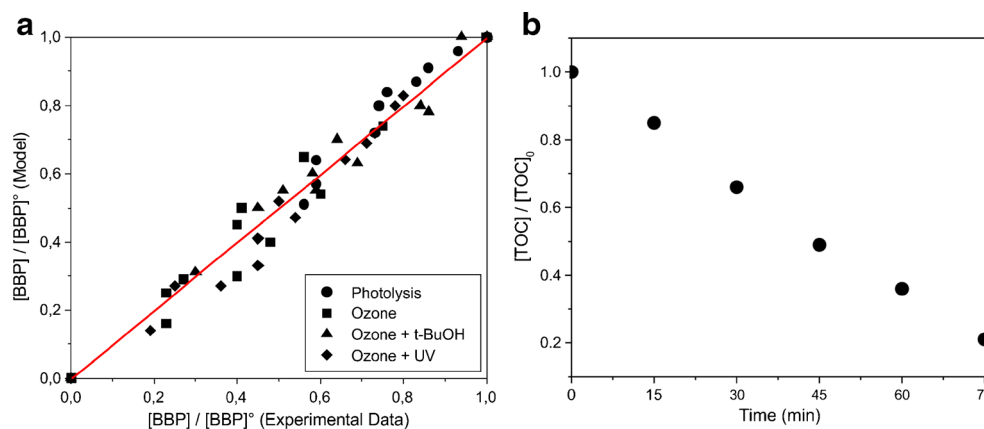 a
1,0
0,8
0,6
0,4
0,2
0,0
[BBP] / [BBP]° (Model)
Photolysis
Ozone
Ozone + t-BuOH
Ozone + UV
0,0 0,2 0,4 0,6 0,8 1,0
[BBP] / [BBP]° (Experimental Data)
b
1.0
0.8
0.6
0.4
0.2
[TOC] / [TOC]₀
0 15 30 45 60 75
Time (min)